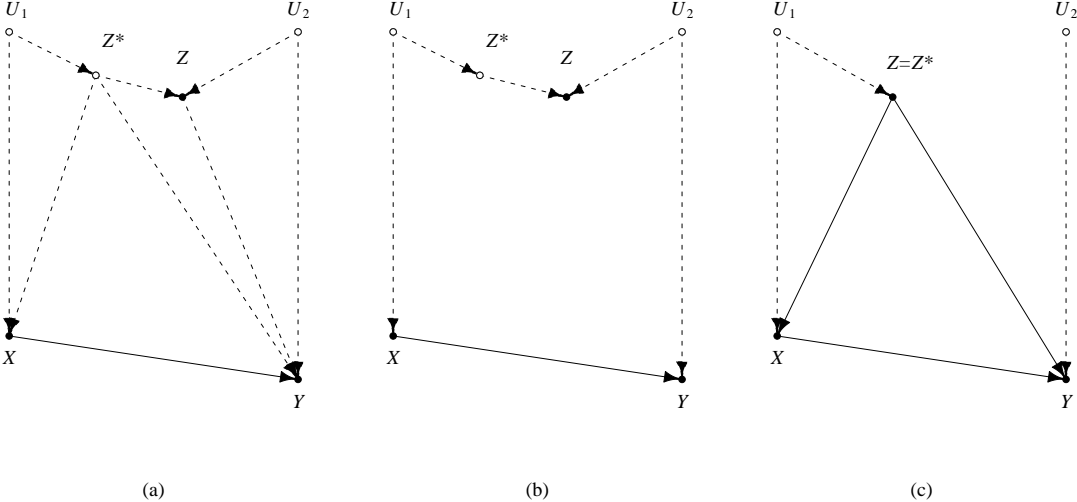 U1 U2 U1 U2 U1 U2
Z* Z Z* Z Z=Z*
X X X
Y Y Y
(a) (b) (c)